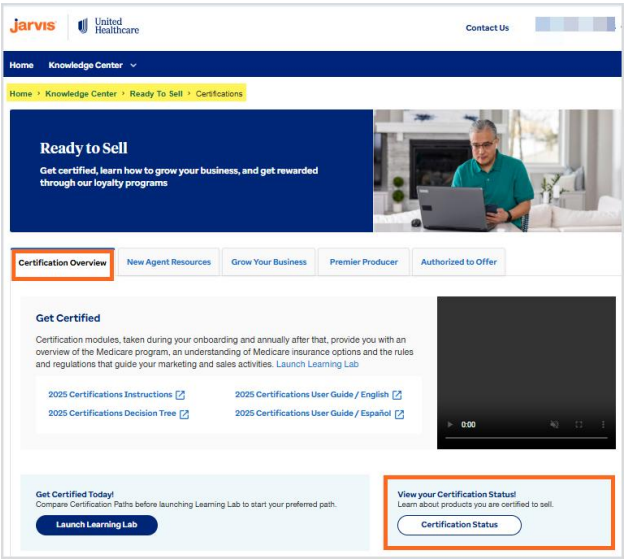 jarvis United
Healthcare
Contact Us
Home Knowledge Center
Home › Knowledge Center › Ready To Sell › Certifications
Ready to Sell
Get certified, learn how to grow your business, and get rewarded
through our loyalty programs
Certification Overview New Agent Resources Grow Your Business Premier Producer Authorized to Offer
Get Certified
Certification modules, taken during your onboarding and annually after that, provide you with an
overview of the Medicare program, an understanding of Medicare insurance options and the rules
and regulations that guide your marketing and sales activities. Launch Learning Lab
2025 Certifications Instructions 2025 Certifications User Guide / English
2025 Certifications Decision Tree 2025 Certifications User Guide / Español
0:00
Get Certified Today!
Compare Certification Paths before launching Learning Lab to start your preferred path.
Launch Learning Lab
View your Certification Status!
Learn about products you are certified to sell.
Certification Status